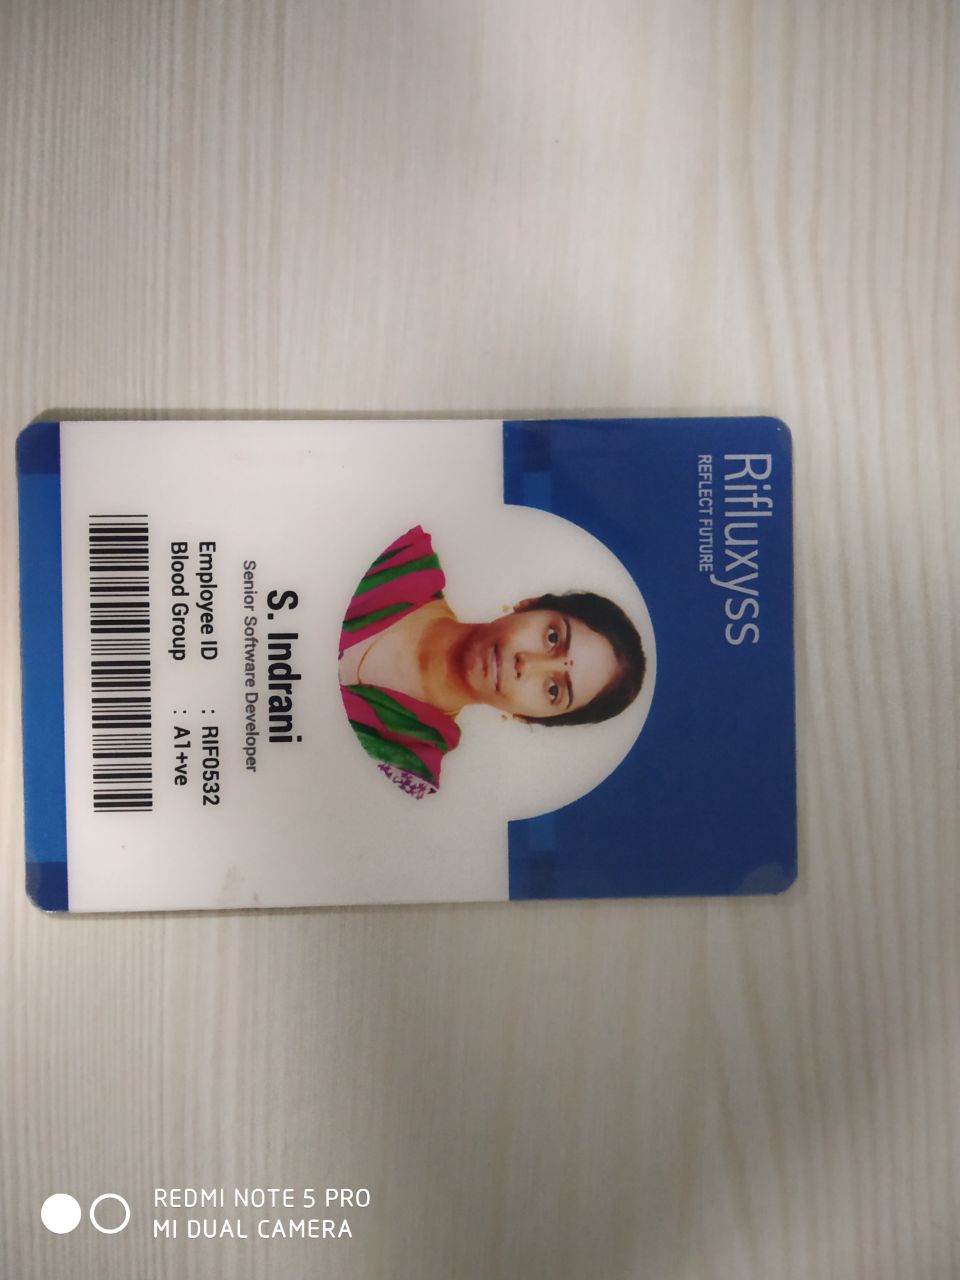 Rifluxyss
REFLECT FUTURE
S. Indrani
Senior Software Developer
Employee ID : RIF0532
Blood Group : A1+ve
REDMI NOTE 5 PRO
MI DUAL CAMERA